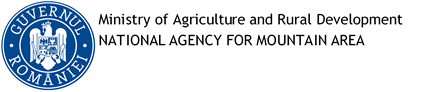 GUVERNUL
ROMÂNIEI
Ministry of Agriculture and Rural Development
NATIONAL AGENCY FOR MOUNTAIN AREA